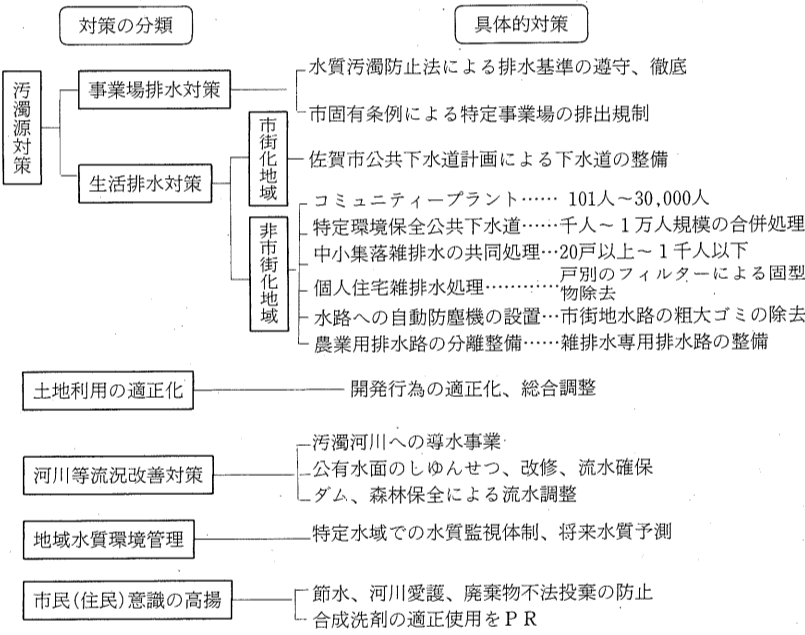 対策の分類
具体的対策
汚濁源対策
事業場排水対策
水質汚濁防止法による排水基準の遵守、徹底
市固有条例による特定事業場の排出規制
生活排水対策
市街化地域
佐賀市公共下水道計画による下水道の整備
非市街化地域
コミュニティープラント…… 101人～30,000人
特定環境保全公共下水道……千人～1万人規模の合併処理
中小集落雑排水の共同処理…20戸以上～1千人以下
個人住宅雑排水処理…………戸別のフィルターによる固型
物除去
水路への自動防塵機の設置…市街地水路の粗大ゴミの除去
農業用排水路の分離整備……雑排水専用排水路の整備
土地利用の適正化
開発行為の適正化、総合調整
河川等流況改善対策
汚濁河川への導水事業
公有水面のしゆんせつ、改修、流水確保
ダム、森林保全による流水調整
地域水質環境管理
特定水域での水質監視体制、将来水質予測
市民(住民)意識の高揚
節水、河川愛護、廃棄物不法投棄の防止
合成洗剤の適正使用をＰＲ